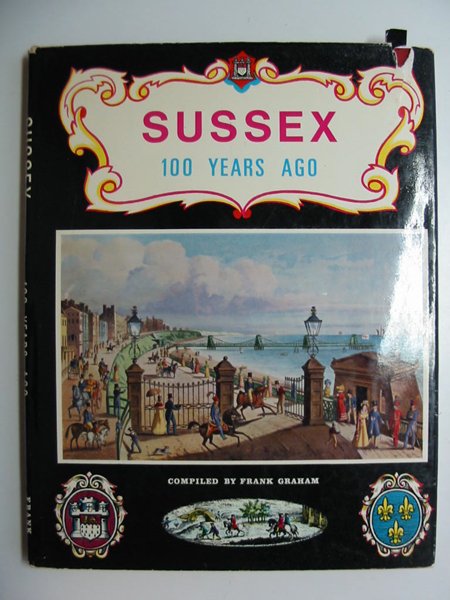 SUSSEX
100 YEARS AGO
COMPILED BY FRANK GRAHAM
SUSSEX
100 YEARS AGO
FRANK